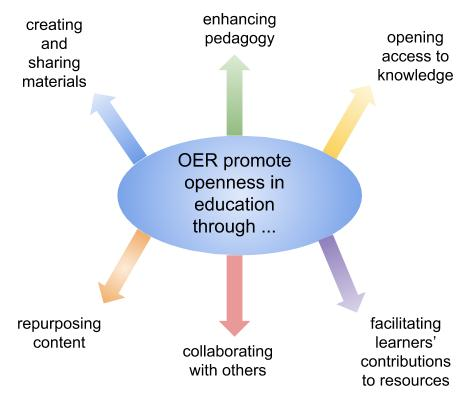 creating
and
sharing
materials
enhancing
pedagogy
opening
access to
knowledge
OER promote
openness in
education
through ...
repurposing
content
collaborating
with others
facilitating
learners'
contributions
to resources